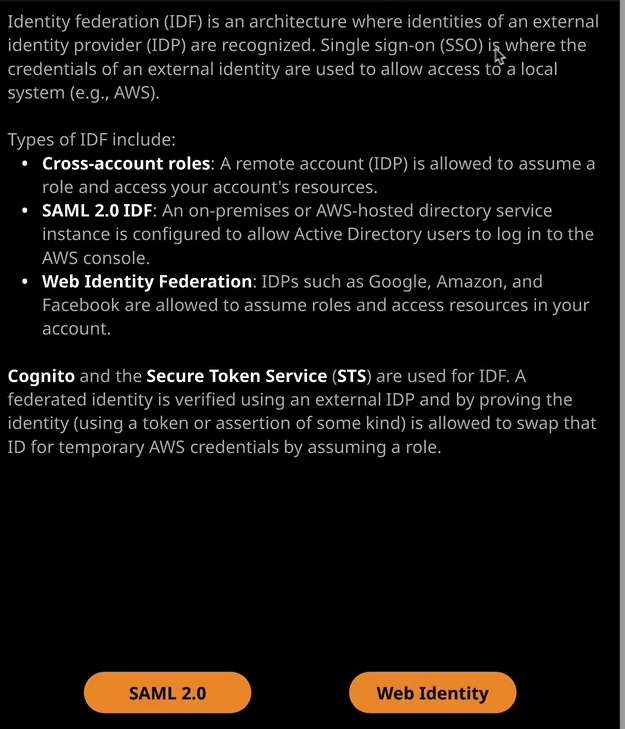 Identity federation (IDF) is an architecture where identities of an external
identity provider (IDP) are recognized. Single sign-on (SSO) is where the
credentials of an external identity are used to allow access to a local
system (e.g., AWS).
Types of IDF include:
• Cross-account roles: A remote account (IDP) is allowed to assume a
role and access your account's resources.
• SAML 2.0 IDF: An on-premises or AWS-hosted directory service
instance is configured to allow Active Directory users to log in to the
AWS console.
• Web Identity Federation: IDPs such as Google, Amazon, and
Facebook are allowed to assume roles and access resources in your
account.
Cognito and the Secure Token Service (STS) are used for IDF. A
federated identity is verified using an external IDP and by proving the
identity (using a token or assertion of some kind) is allowed to swap that
ID for temporary AWS credentials by assuming a role.
SAML 2.0
Web Identity